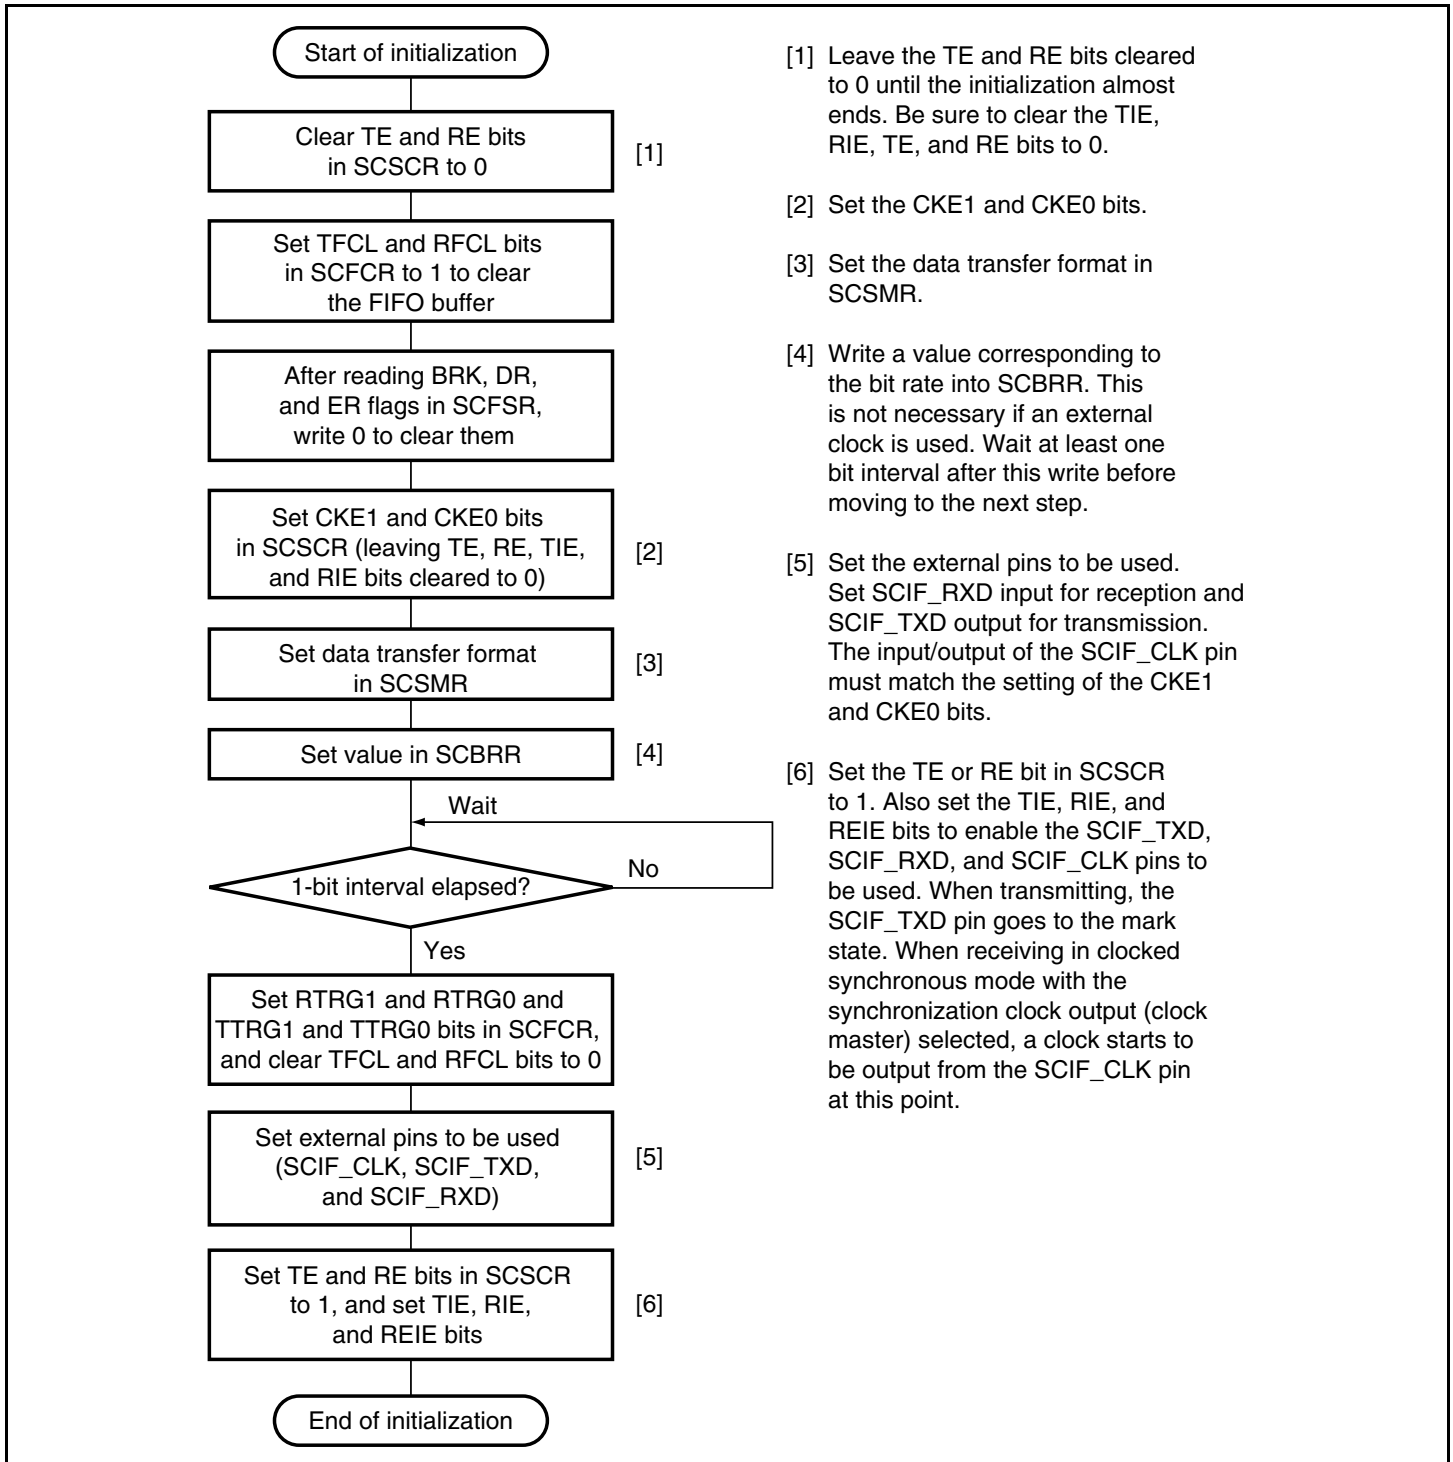 Start of initialization
Clear TE and RE bits
in SCSCR to 0
[1]
Set TFCL and RFCL bits
in SCFCR to 1 to clear
the FIFO buffer
After reading BRK, DR,
and ER flags in SCFSR,
write 0 to clear them
Set CKE1 and CKE0 bits
in SCSCR (leaving TE, RE, TIE,
and RIE bits cleared to 0)
[2]
Set data transfer format
in SCSMR
[3]
Set value in SCBRR
[4]
Wait
1-bit interval elapsed?
No
Yes
Set RTRG1 and RTRG0 and
TTRG1 and TTRG0 bits in SCFCR,
and clear TFCL and RFCL bits to 0
Set external pins to be used
(SCIF_CLK, SCIF_TXD,
and SCIF_RXD)
[5]
Set TE and RE bits in SCSCR
to 1, and set TIE, RIE,
and REIE bits
[6]
End of initialization
[1] Leave the TE and RE bits cleared
to 0 until the initialization almost
ends. Be sure to clear the TIE,
RIE, TE, and RE bits to 0.
[2] Set the CKE1 and CKE0 bits.
[3] Set the data transfer format in
SCSMR.
[4] Write a value corresponding to
the bit rate into SCBRR. This
is not necessary if an external
clock is used. Wait at least one
bit interval after this write before
moving to the next step.
[5] Set the external pins to be used.
Set SCIF_RXD input for reception and
SCIF_TXD output for transmission.
The input/output of the SCIF_CLK pin
must match the setting of the CKE1
and CKE0 bits.
[6] Set the TE or RE bit in SCSCR
to 1. Also set the TIE, RIE, and
REIE bits to enable the SCIF_TXD,
SCIF_RXD, and SCIF_CLK pins to
be used. When transmitting, the
SCIF_TXD pin goes to the mark
state. When receiving in clocked
synchronous mode with the
synchronization clock output (clock
master) selected, a clock starts to
be output from the SCIF_CLK pin
at this point.